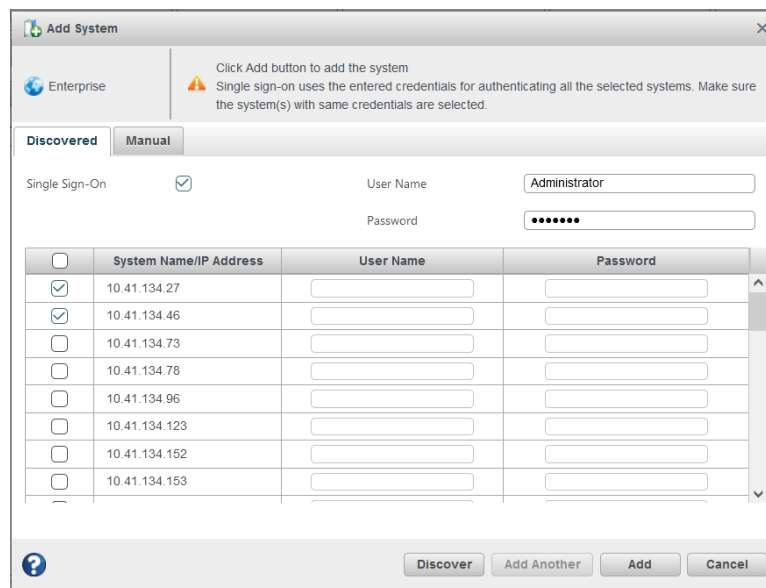 Add System
Enterprise
Click Add button to add the system
Single sign-on uses the entered credentials for authenticating all the selected systems. Make sure
the system(s) with same credentials are selected.
Discovered Manual
Single Sign-On User Name Administrator
Password •••••••
System Name/IP Address User Name Password
10.41.134.27
10.41.134.46
10.41.134.73
10.41.134.78
10.41.134.96
10.41.134.123
10.41.134.152
10.41.134.153
? Discover Add Another Add Cancel